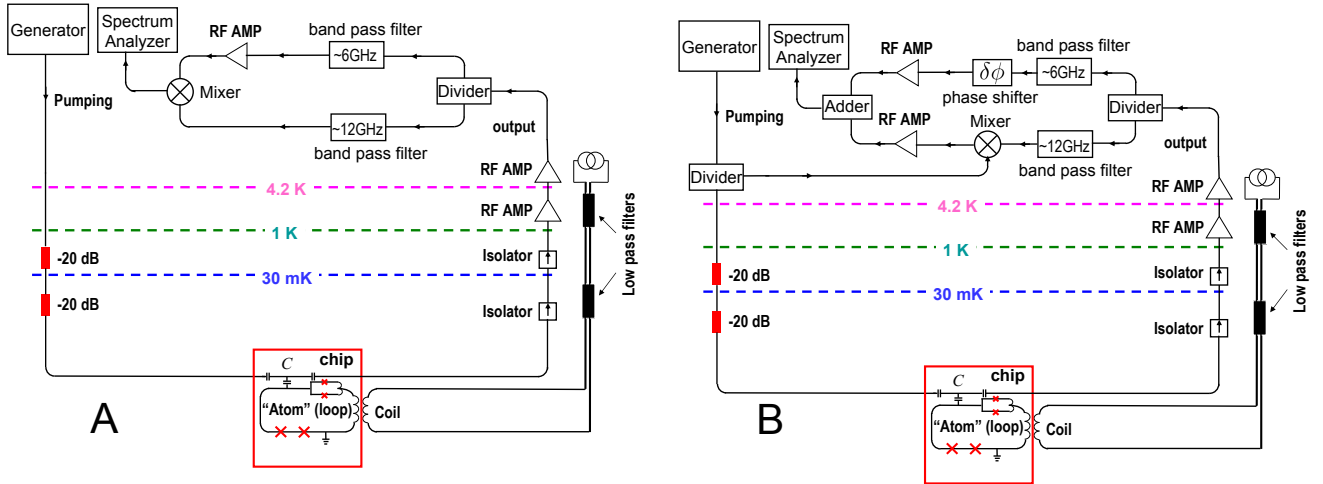 Generator
Spectrum
Analyzer
RF AMP
band pass filter
~6GHz
Pumping
Mixer
Divider
~12GHz
band pass filter
output
RF AMP
4.2 K
RF AMP
1 K
Isolator
-20 dB
30 mK
-20 dB
Isolator
Low pass filters
chip
C
"Atom" (loop)
Coil
A
Generator
Spectrum
Analyzer
RF AMP
band pass filter
δϕ
~6GHz
phase shifter
Adder
Divider
Pumping
RF AMP
Mixer
~12GHz
band pass filter
output
Divider
RF AMP
4.2 K
RF AMP
1 K
Isolator
-20 dB
30 mK
-20 dB
Isolator
Low pass filters
chip
C
"Atom" (loop)
Coil
B